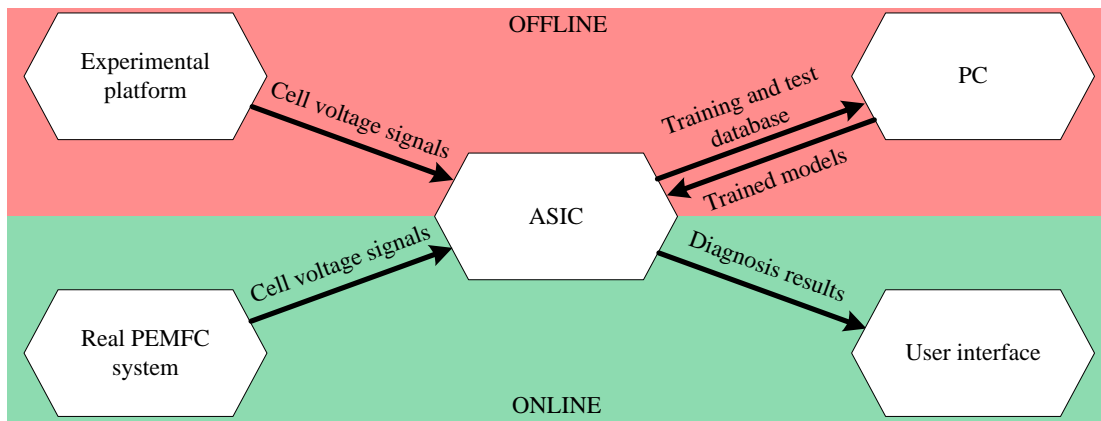 OFFLINE
Experimental
platform
Cell voltage signals
Training and test
database
PC
Trained models
ASIC
Cell voltage signals
Diagnosis results
Real PEMFC
system
User interface
ONLINE